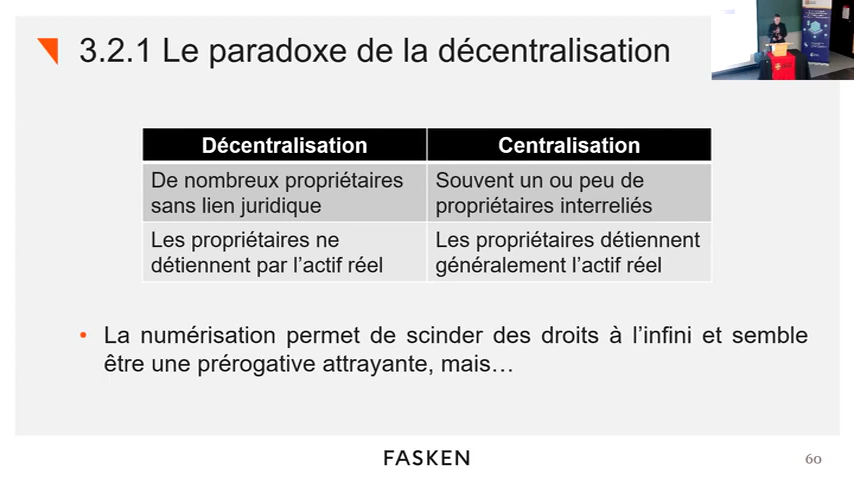 3.2.1 Le paradoxe de la décentralisation
Décentralisation
Centralisation
De nombreux propriétaires
sans lien juridique
Souvent un ou peu de
propriétaires interreliés
Les propriétaires ne
détiennent par l’actif réel
Les propriétaires détiennent
généralement l’actif réel
• La numérisation permet de scinder des droits à l’infini et semble
être une prérogative attrayante, mais…
FASKEN
60